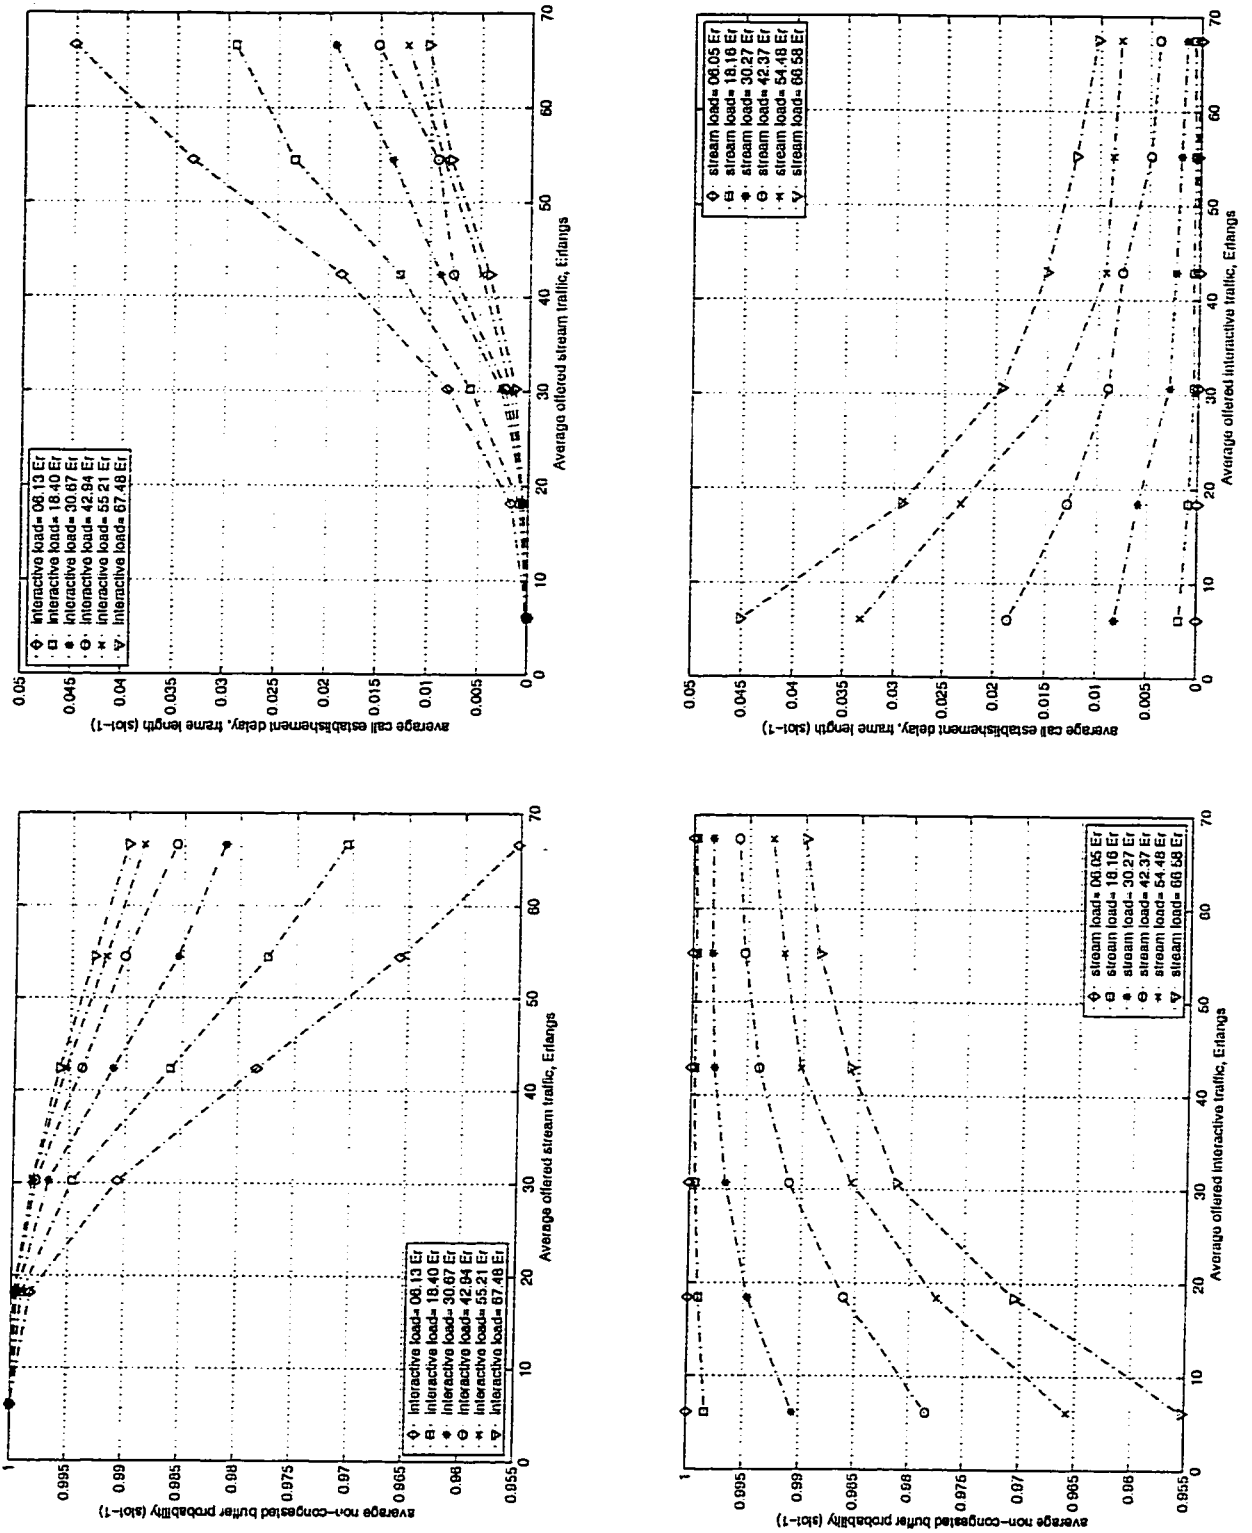 1
0.995
0.99
0.985
0.98
0.975
0.97
0.965
0.96
0.955
average non-congested buffer probability (slot-1)
0
10
20
30
40
50
60
70
Average offered stream traffic, Erlangs
Interactive load= 06.13 Er
Interactive load= 18.40 Er
Interactive load= 30.67 Er
Interactive load= 42.94 Er
Interactive load= 55.21 Er
Interactive load= 67.48 Er
0.05
0.045
0.04
0.035
0.03
0.025
0.02
0.015
0.01
0.005
0
average call establishement delay, frame length (slot-1)
0
10
20
30
40
50
60
70
Average offered stream traffic, Erlangs
Interactive load= 06.13 Er
Interactive load= 18.40 Er
Interactive load= 30.67 Er
Interactive load= 42.94 Er
Interactive load= 55.21 Er
Interactive load= 67.48 Er
1
0.995
0.99
0.985
0.98
0.975
0.97
0.965
0.96
0.955
average non-congested buffer probability (slot-1)
0
10
20
30
40
50
60
70
Average offered interactive traffic, Erlangs
stream load= 06.05 Er
stream load= 18.16 Er
stream load= 30.27 Er
stream load= 42.37 Er
stream load= 54.48 Er
stream load= 66.58 Er
0.05
0.045
0.04
0.035
0.03
0.025
0.02
0.015
0.01
0.005
0
average call establishement delay, frame length (slot-1)
0
10
20
30
40
50
60
70
Average offered interactive traffic, Erlangs
stream load= 06.05 Er
stream load= 18.16 Er
stream load= 30.27 Er
stream load= 42.37 Er
stream load= 54.48 Er
stream load= 66.58 Er